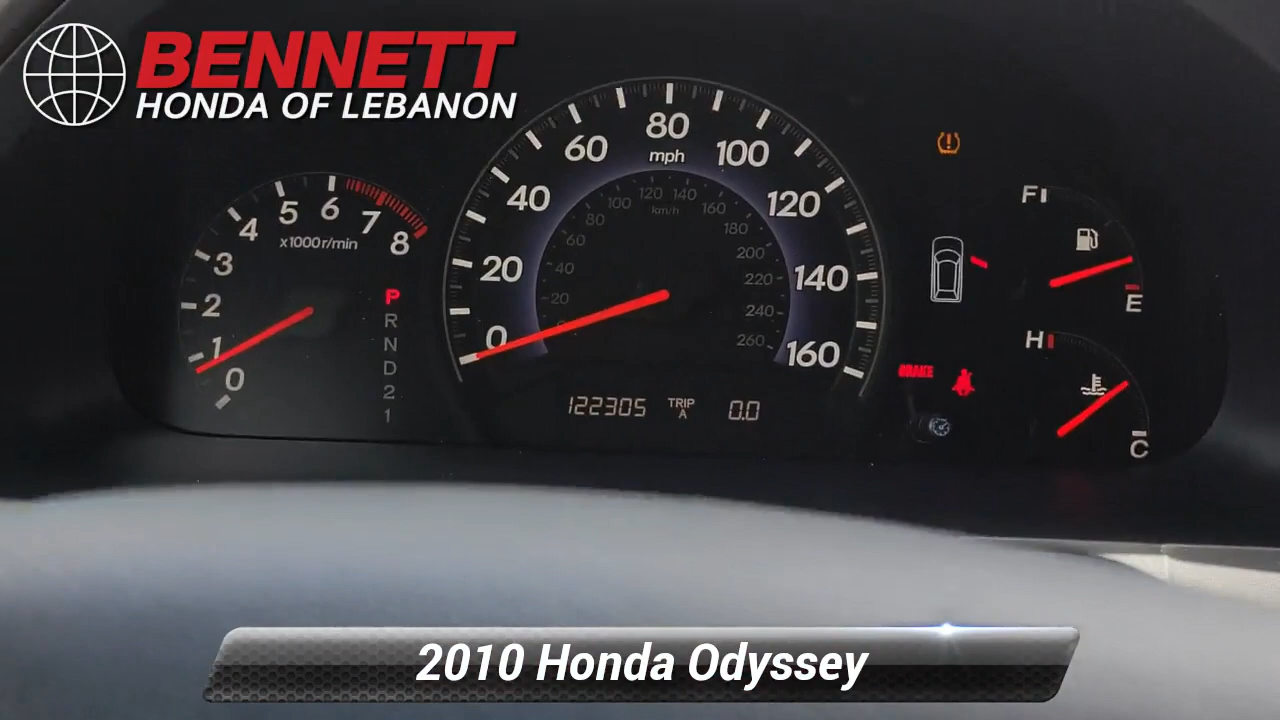 BENNETT
HONDA OF LEBANON
0
1
2
3
4
5
6
7
8
x1000r/min
P
R
N
D
2
1
0
20
40
60
80
100
120
140
160
mph
20
40
60
80
100
120
140
160
180
200
220
240
260
km/h
122305 TRIP A 0.0
F
E
BRAKE
H
C
2010 Honda Odyssey